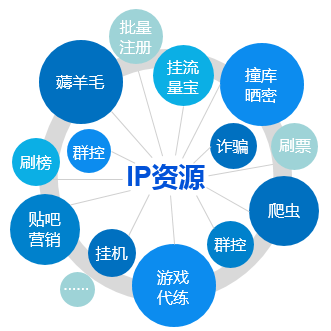 批量
注册
薅羊毛
挂流
量宝
撞库
晒密
刷榜
群控
诈骗
刷票
IP资源
贴吧
营销
爬虫
挂机
群控
游戏
代练
……